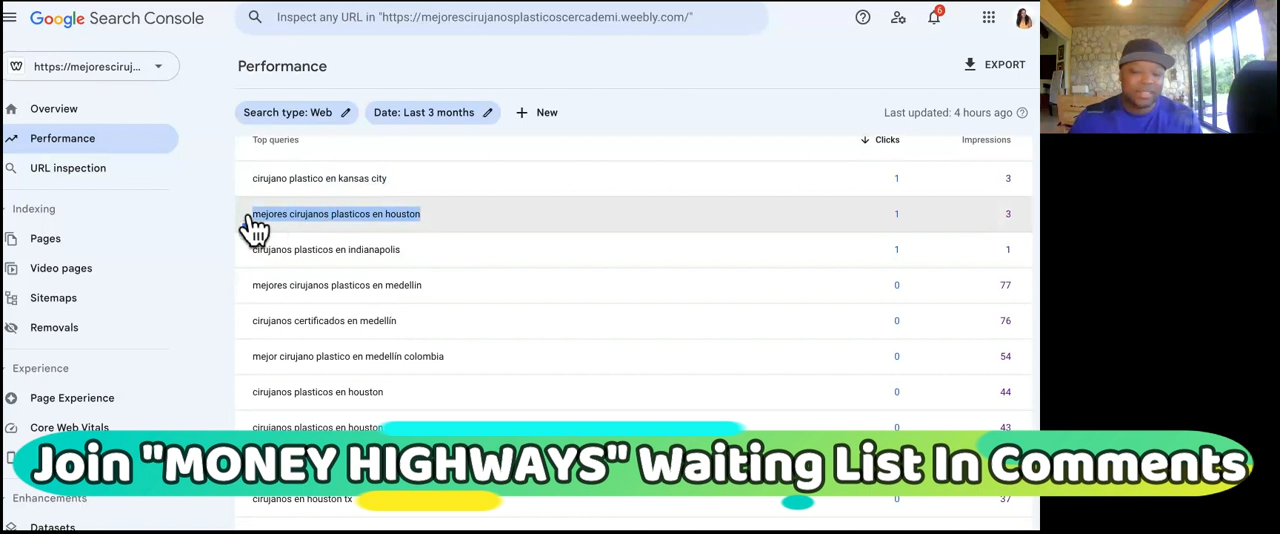 Google Search Console
Inspect any URL in "https://mejorescirujanosplasticoscercademi.weebly.com/"
6
https://mejoresciruj...
Performance
EXPORT
Overview
Search type: Web
Date: Last 3 months
New
Last updated: 4 hours ago
Performance
Top queries
Clicks
Impressions
URL inspection
cirujano plastico en kansas city
1
3
Indexing
mejores cirujanos plasticos en houston
1
3
Pages
cirujanos plasticos en indianapolis
1
1
Video pages
mejores cirujanos plasticos en medellin
0
77
Sitemaps
cirujanos certificados en medellín
0
76
Removals
mejor cirujano plastico en medellín colombia
0
54
Experience
Page Experience
cirujanos plasticos en houston
0
44
Core Web Vitals
cirujanos plasticos en houston
0
43
Join "MONEY HIGHWAYS" Waiting List In Comments
Enhancements
cirujanos en houston tx
0
37
Datasets